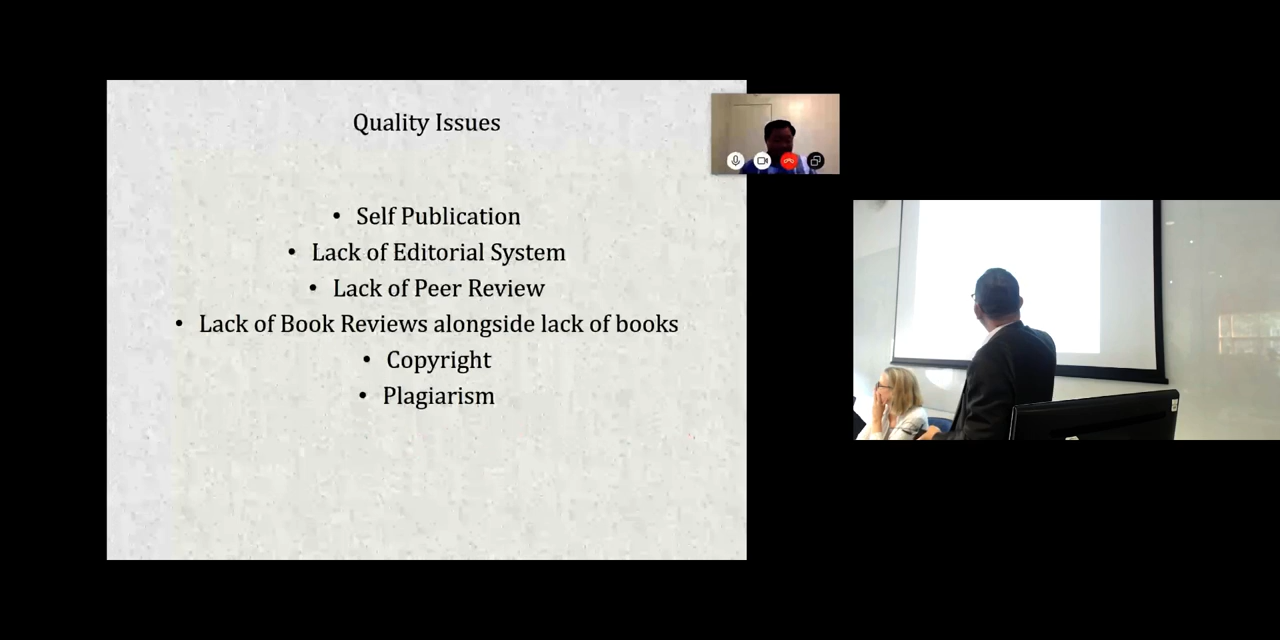 Quality Issues
• Self Publication
• Lack of Editorial System
• Lack of Peer Review
• Lack of Book Reviews alongside lack of books
• Copyright
• Plagiarism